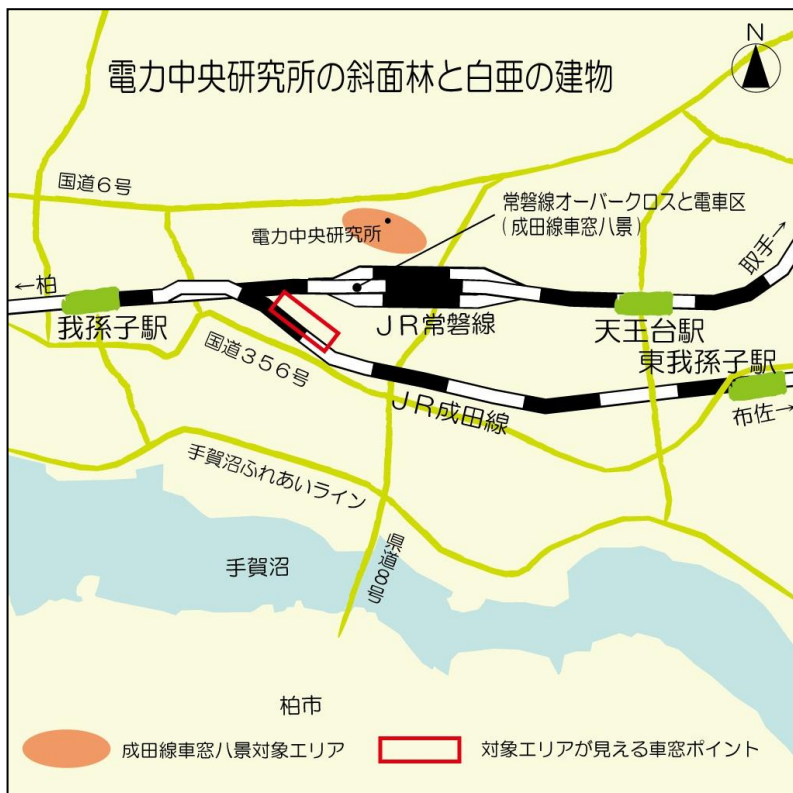 電力中央研究所の斜面林と白亜の建物
N
国道6号
常磐線オーバークロスと電車区
(成田線車窓八景)
電力中央研究所
取手→
←柏
我孫子駅
JR常磐線
天王台駅
東我孫子駅
国道356号
JR成田線
布佐→
手賀沼ふれあいライン
県道8号
手賀沼
柏市
成田線車窓八景対象エリア
対象エリアが見える車窓ポイント